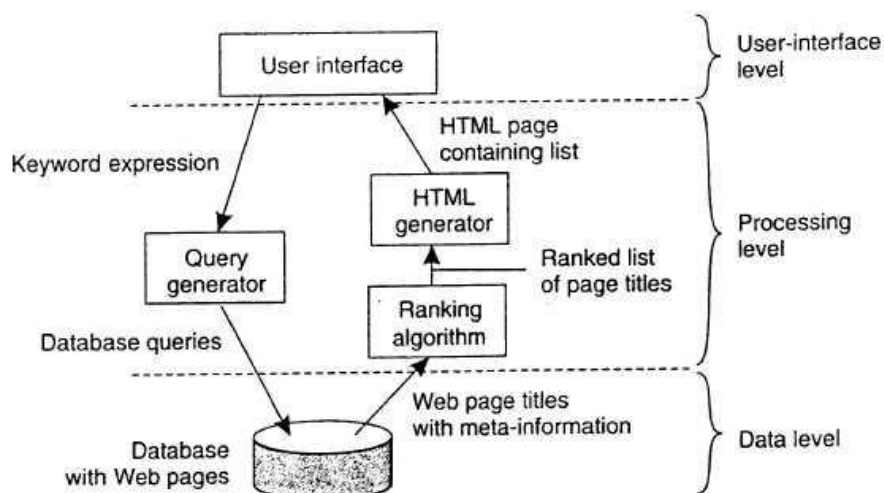 User interface
User-interface
level
Keyword expression
HTML page
containing list
HTML
generator
Processing
level
Query
generator
Ranked list
of page titles
Ranking
algorithm
Database queries
Web page titles
with meta-information
Database
with Web pages
Data level